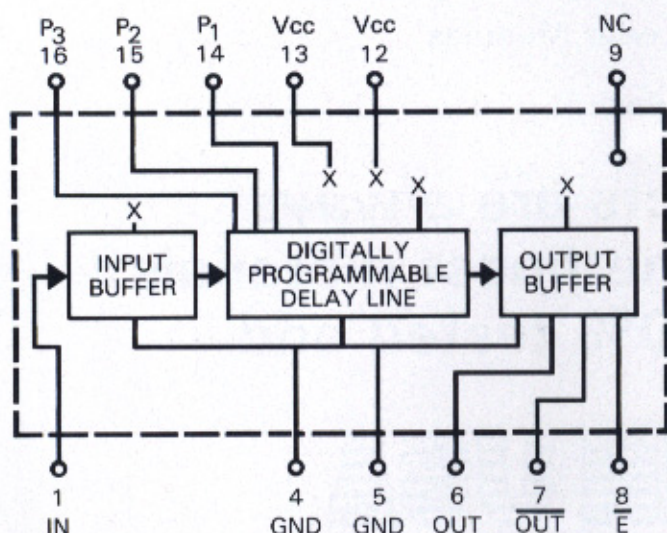 P3 P2 P1 Vcc Vcc NC
16 15 14 13 12 9
X X X X X
INPUT
BUFFER
DIGITALLY
PROGRAMMABLE
DELAY LINE
OUTPUT
BUFFER
1 4 5 6 7 8
IN GND GND OUT OUT E